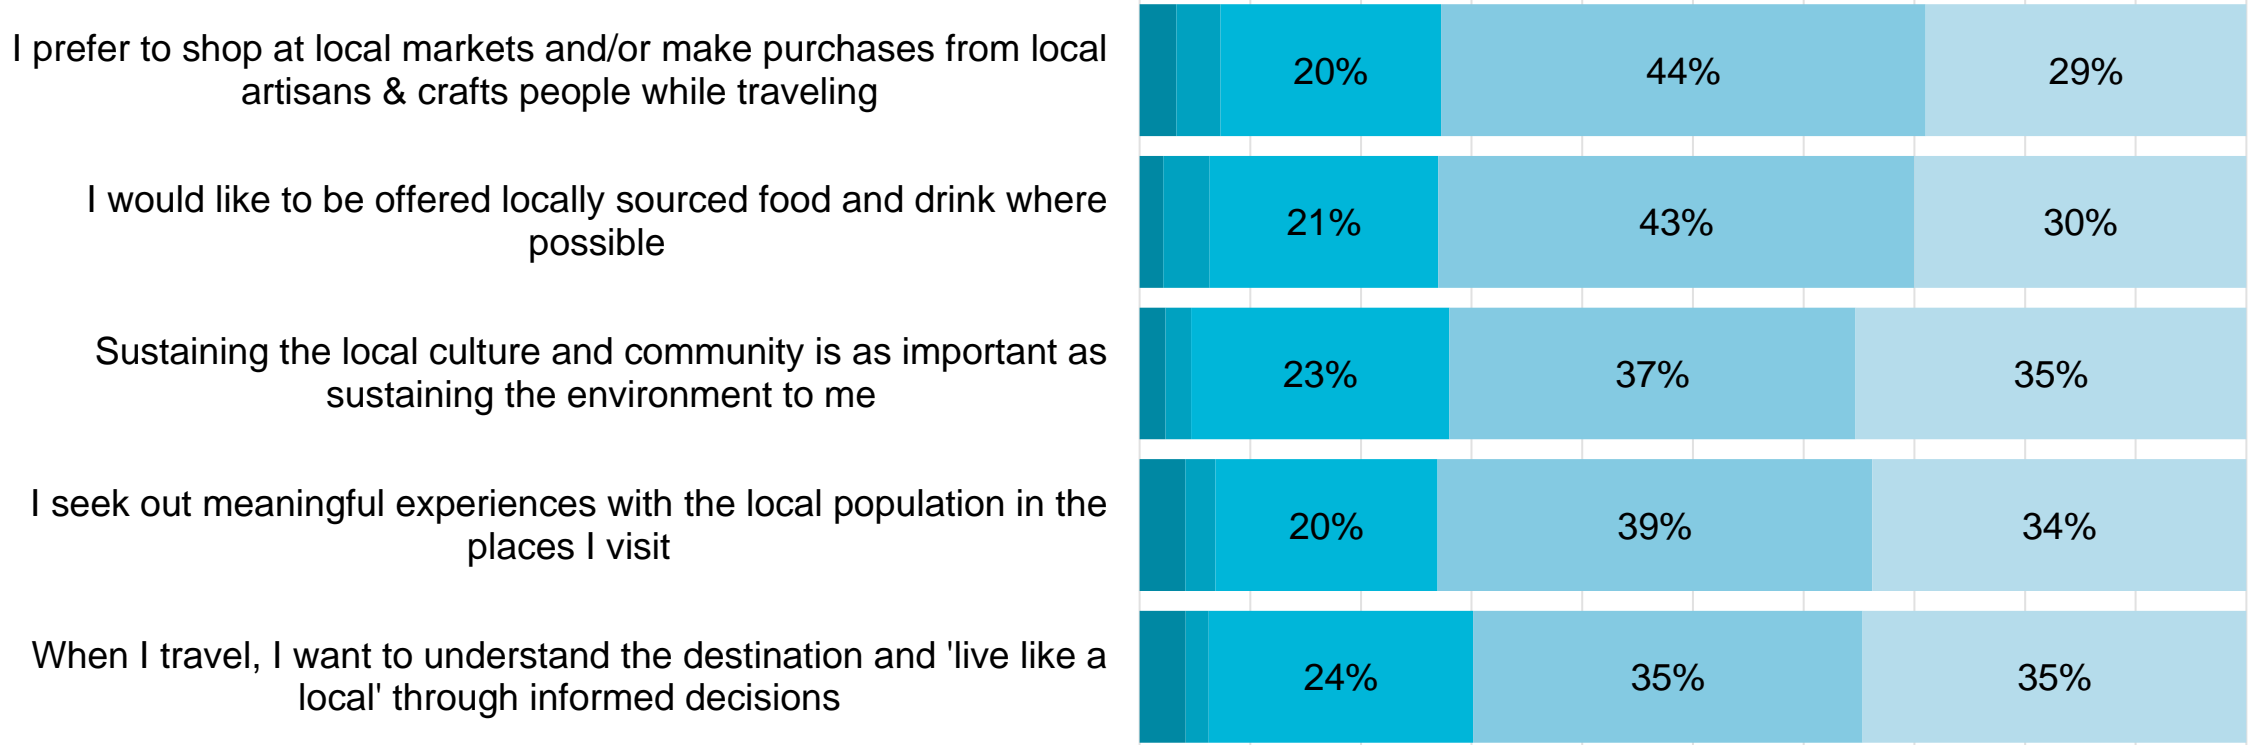 I prefer to shop at local markets and/or make purchases from local
artisans & crafts people while traveling
20% 44% 29%
I would like to be offered locally sourced food and drink where
possible
21% 43% 30%
Sustaining the local culture and community is as important as
sustaining the environment to me
23% 37% 35%
I seek out meaningful experiences with the local population in the
places I visit
20% 39% 34%
When I travel, I want to understand the destination and 'live like a
local' through informed decisions
24% 35% 35%